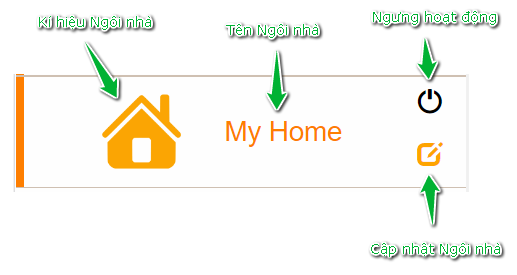 Kí hiệu Ngôi nhà
Tên Ngôi nhà
Ngưng hoạt động
My Home
Cập nhật Ngôi nhà